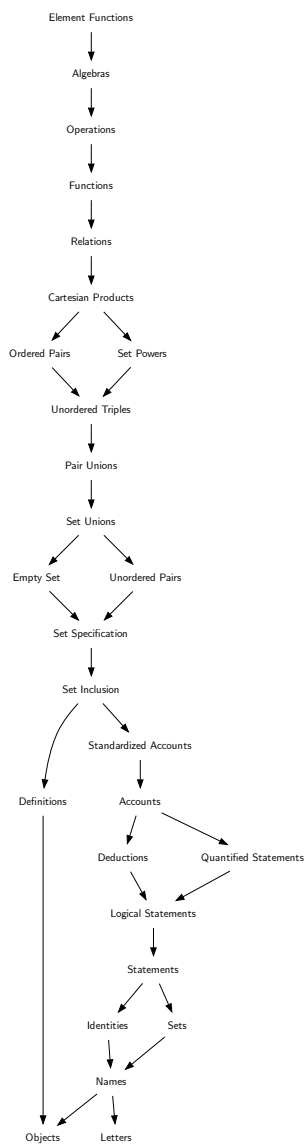 Element Functions
Algebras
Operations
Functions
Relations
Cartesian Products
Ordered Pairs
Set Powers
Unordered Triples
Pair Unions
Set Unions
Empty Set
Unordered Pairs
Set Specification
Set Inclusion
Standardized Accounts
Definitions
Accounts
Deductions
Quantified Statements
Logical Statements
Statements
Identities
Sets
Names
Objects
Letters